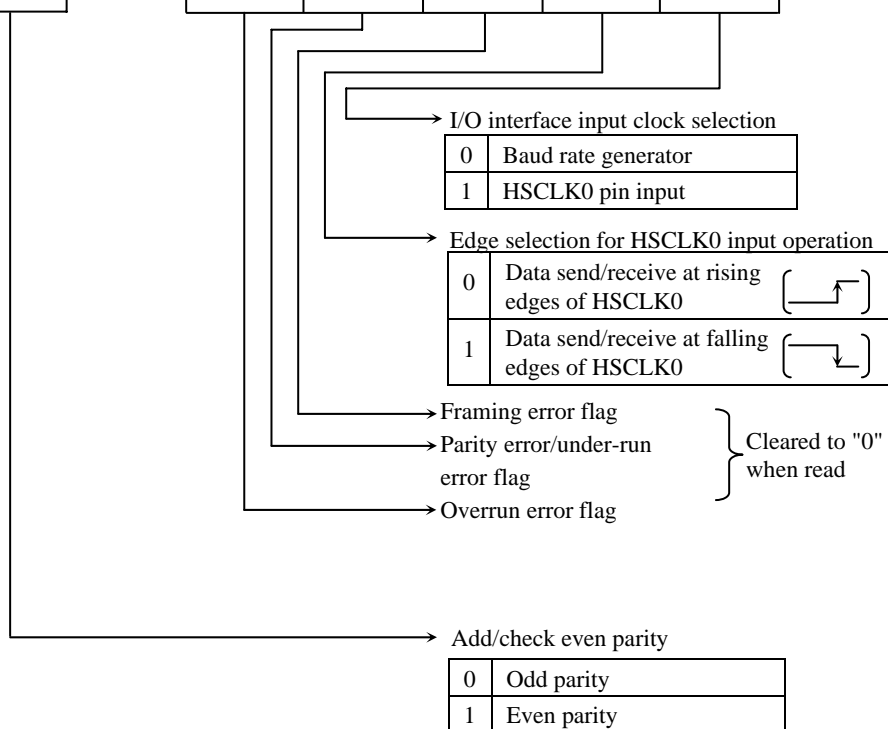 I/O interface input clock selection
0 Baud rate generator
1 HSCLK0 pin input
Edge selection for HSCLK0 input operation
0 Data send/receive at rising
edges of HSCLK0
1 Data send/receive at falling
edges of HSCLK0
Framing error flag
Parity error/under-run
error flag
Overrun error flag
Cleared to "0"
when read
Add/check even parity
0 Odd parity
1 Even parity